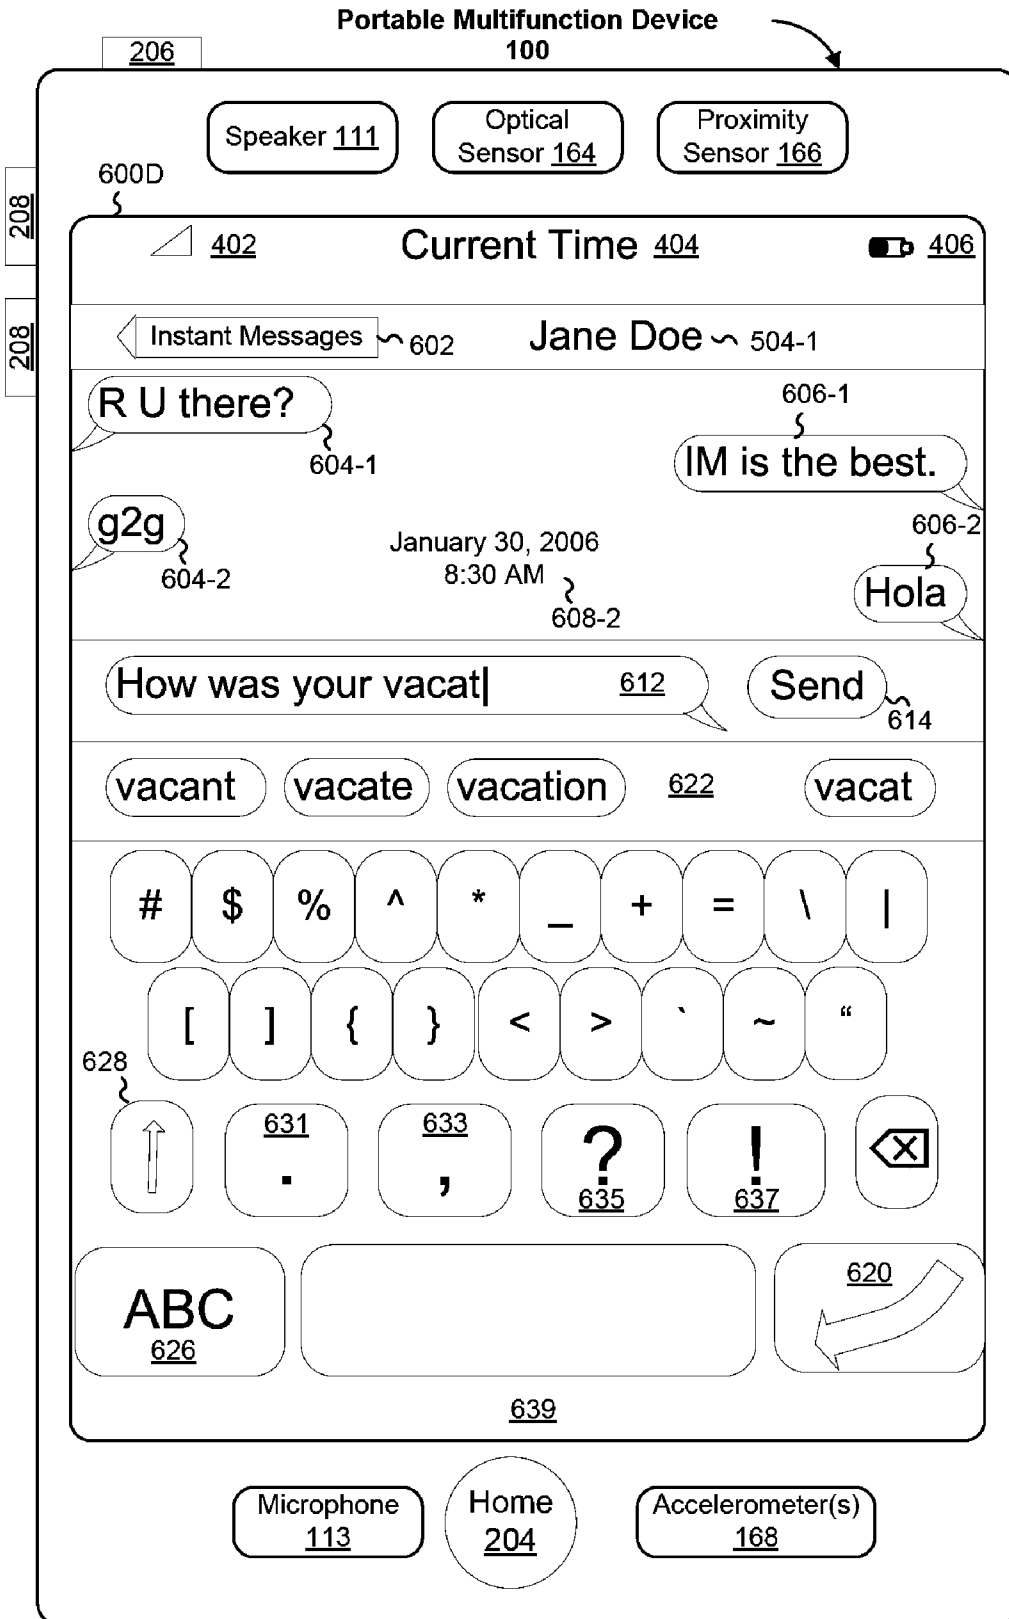 Portable Multifunction Device
100
206
Speaker 111
Optical
Sensor 164
Proximity
Sensor 166
600D
208
208
402
Current Time 404
406
Instant Messages
602
Jane Doe
504-1
R U there?
604-1
606-1
IM is the best.
g2g
604-2
January 30, 2006
8:30 AM
608-2
606-2
Hola
How was your vacat|
612
Send
614
vacant vacate vacation 622 vacat
# $ % ^ * _ + = \ |
[ ] { } < > ` ~ “
628
631 633
. , ? !
635 637
ABC
626
620
639
Microphone
113
Home
204
Accelerometer(s)
168